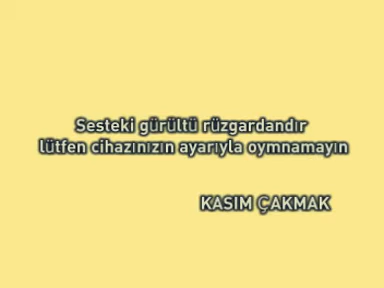 Sesteki gürültü rüzgardandır
lütfen cihazınızın ayarıyla oymnamayın
KASIM ÇAKMAK